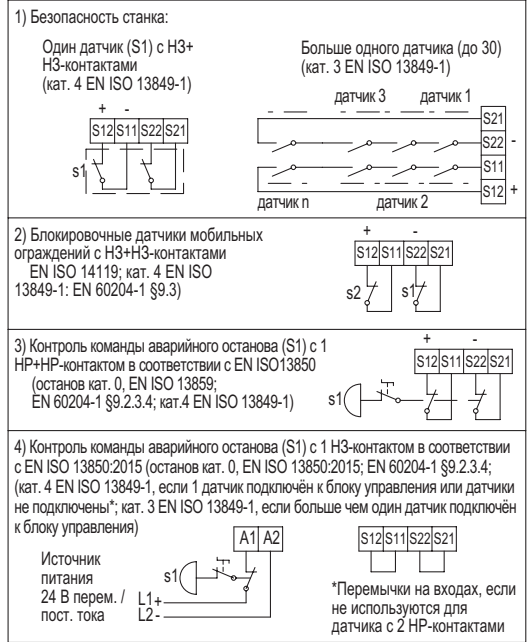 1) Безопасность станка:
Один датчик (S1) с НЗ+
НЗ-контактами
(кат. 4 EN ISO 13849-1)
+ -
S12 S11 S22 S21
s1
Больше одного датчика (до 30)
(кат. 3 EN ISO 13849-1)
датчик 3 датчик 1
S21
S22 -
S11
S12 +
датчик n датчик 2
2) Блокировочные датчики мобильных
ограждений с НЗ+НЗ-контактами
EN ISO 14119; кат. 4 EN ISO
13849-1: EN 60204-1 §9.3)
+ -
S12 S11 S22 S21
s2 s1
3) Контроль команды аварийного останова (S1) с 1
НР+НР-контактом в соответствии с EN ISO13850
(останов кат. 0, EN ISO 13859;
EN 60204-1 §9.2.3.4; кат.4 EN ISO 13849-1)
+ -
S12 S11 S22 S21
s1
4) Контроль команды аварийного останова (S1) с 1 НЗ-контактом в соответствии
с EN ISO 13850:2015 (останов кат. 0, EN ISO 13850:2015; EN 60204-1 §9.2.3.4;
(кат. 4 EN ISO 13849-1, если 1 датчик подключён к блоку управления или датчики
не подключены*; кат. 3 EN ISO 13849-1, если больше чем один датчик подключён
к блоку управления)
A1 A2
Источник
питания
24 В перем. /
пост. тока
s1
L1+
L2-
S12 S11 S22 S21
*Перемычки на входах, если
не используются для
датчика с 2 НР-контактами